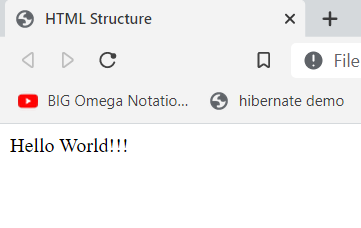 HTML Structure
File
BIG Omega Notatio... hibernate demo
Hello World!!!